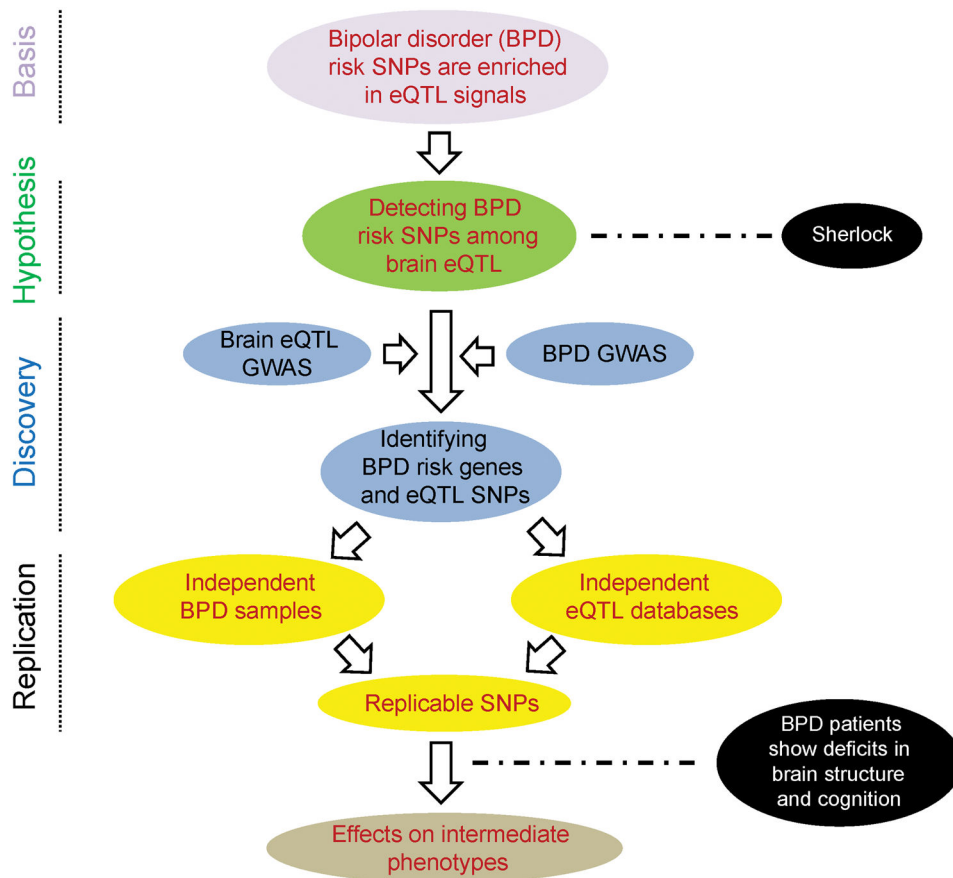 Basis
Bipolar disorder (BPD)
risk SNPs are enriched
in eQTL signals
Hypothesis
Detecting BPD
risk SNPs among
brain eQTL
Sherlock
Discovery
Brain eQTL
GWAS
BPD GWAS
Identifying
BPD risk genes
and eQTL SNPs
Replication
Independent
BPD samples
Independent
eQTL databases
Replicable SNPs
BPD patients
show deficits in
brain structure
and cognition
Effects on intermediate
phenotypes